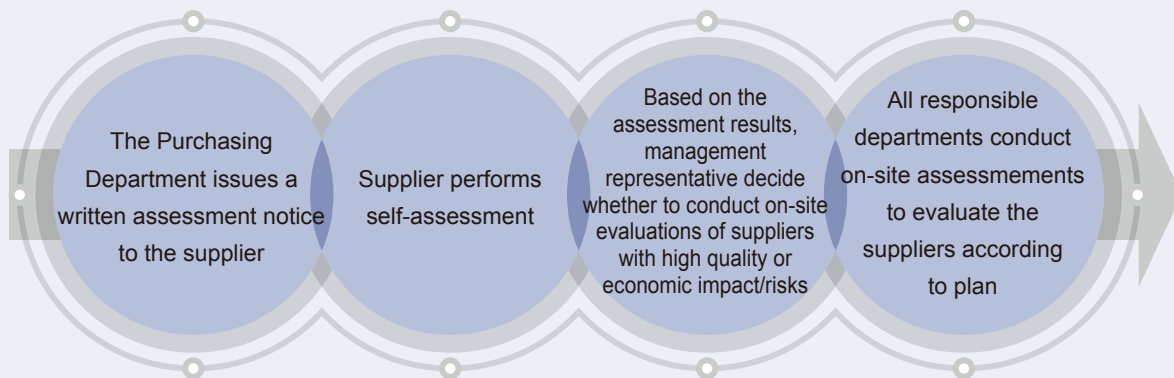 The Purchasing
Department issues a
written assessment notice
to the supplier
Supplier performs
self-assessment
Based on the
assessment results,
management
representative decide
whether to conduct on-site
evaluations of suppliers
with high quality or
economic impact/risks
All responsible
departments conduct
on-site assessmements
to evaluate the
suppliers according
to plan